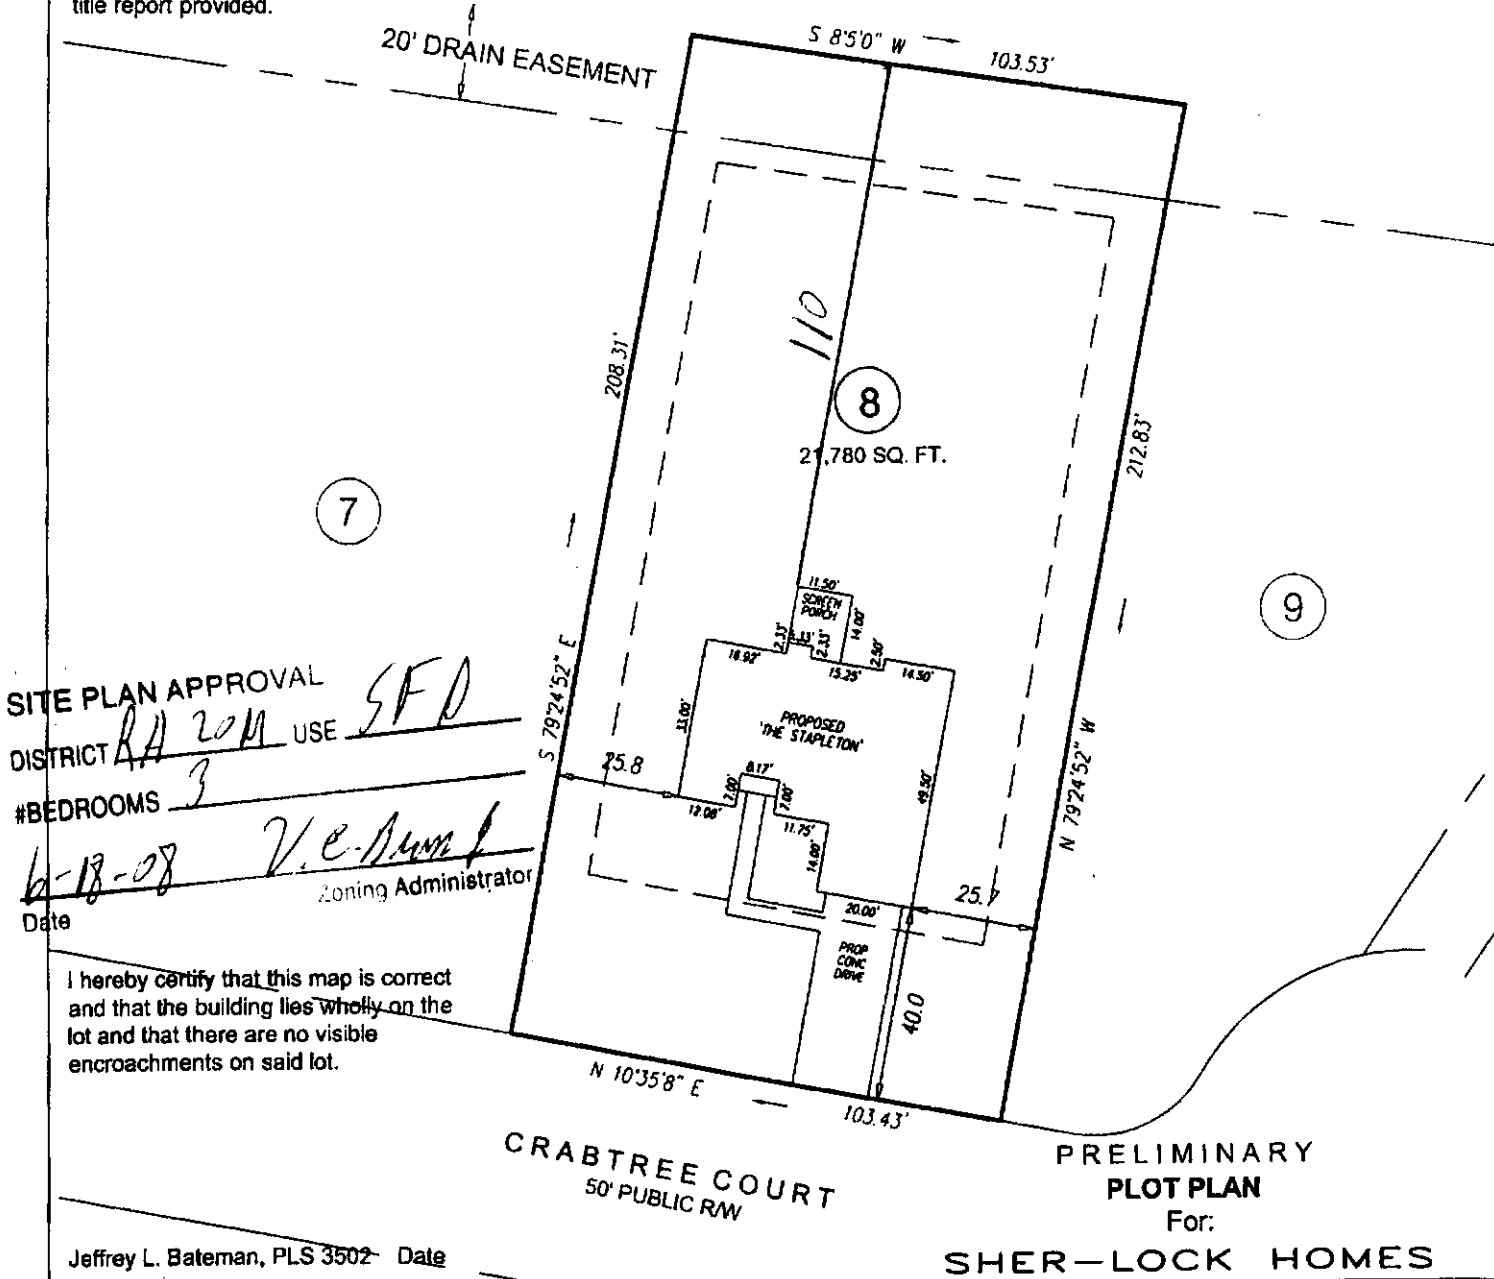 title report provided.
20' DRAIN EASEMENT
S 8°5'0" W
103.53'
208.31'
110
8
21,780 SQ. FT.
212.83'
7
9
11.50'
SCREEN
PORCH
14.00'
2.33'
2.33'
2.50'
15.25'
14.50'
33.00'
PROPOSED
'THE STAPLETON'
S 79°24'52" E
N 79°24'52" W
SITE PLAN APPROVAL
DISTRICT RA 20M USE SFD
#BEDROOMS 3
6-18-08
Date
Zoning Administrator
25.8
8.17'
7.00'
7.00'
11.75'
14.00'
49.50'
20.00'
25.7
PROP
CONC
DRIVE
40.0
I hereby certify that this map is correct
and that the building lies wholly on the
lot and that there are no visible
encroachments on said lot.
N 10°35'8" E
103.43'
CRABTREE COURT
50' PUBLIC R/W
PRELIMINARY
PLOT PLAN
For:
SHER-LOCK HOMES
Jeffrey L. Bateman, PLS 3502 Date